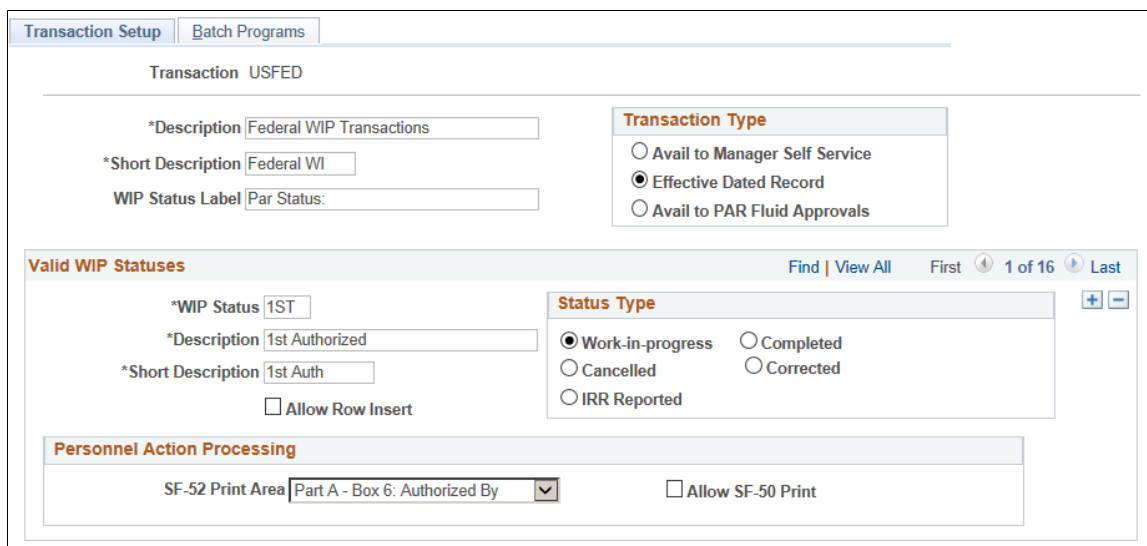 Transaction Setup
Batch Programs
Transaction USFED
*Description Federal WIP Transactions
*Short Description Federal WI
WIP Status Label Par Status:
Transaction Type
Avail to Manager Self Service
Effective Dated Record
Avail to PAR Fluid Approvals
Valid WIP Statuses
Find | View All First 1 of 16 Last
*WIP Status 1ST
*Description 1st Authorized
*Short Description 1st Auth
Allow Row Insert
Status Type
Work-in-progress Completed
Cancelled Corrected
IRR Reported
Personnel Action Processing
SF-52 Print Area Part A - Box 6: Authorized By
Allow SF-50 Print